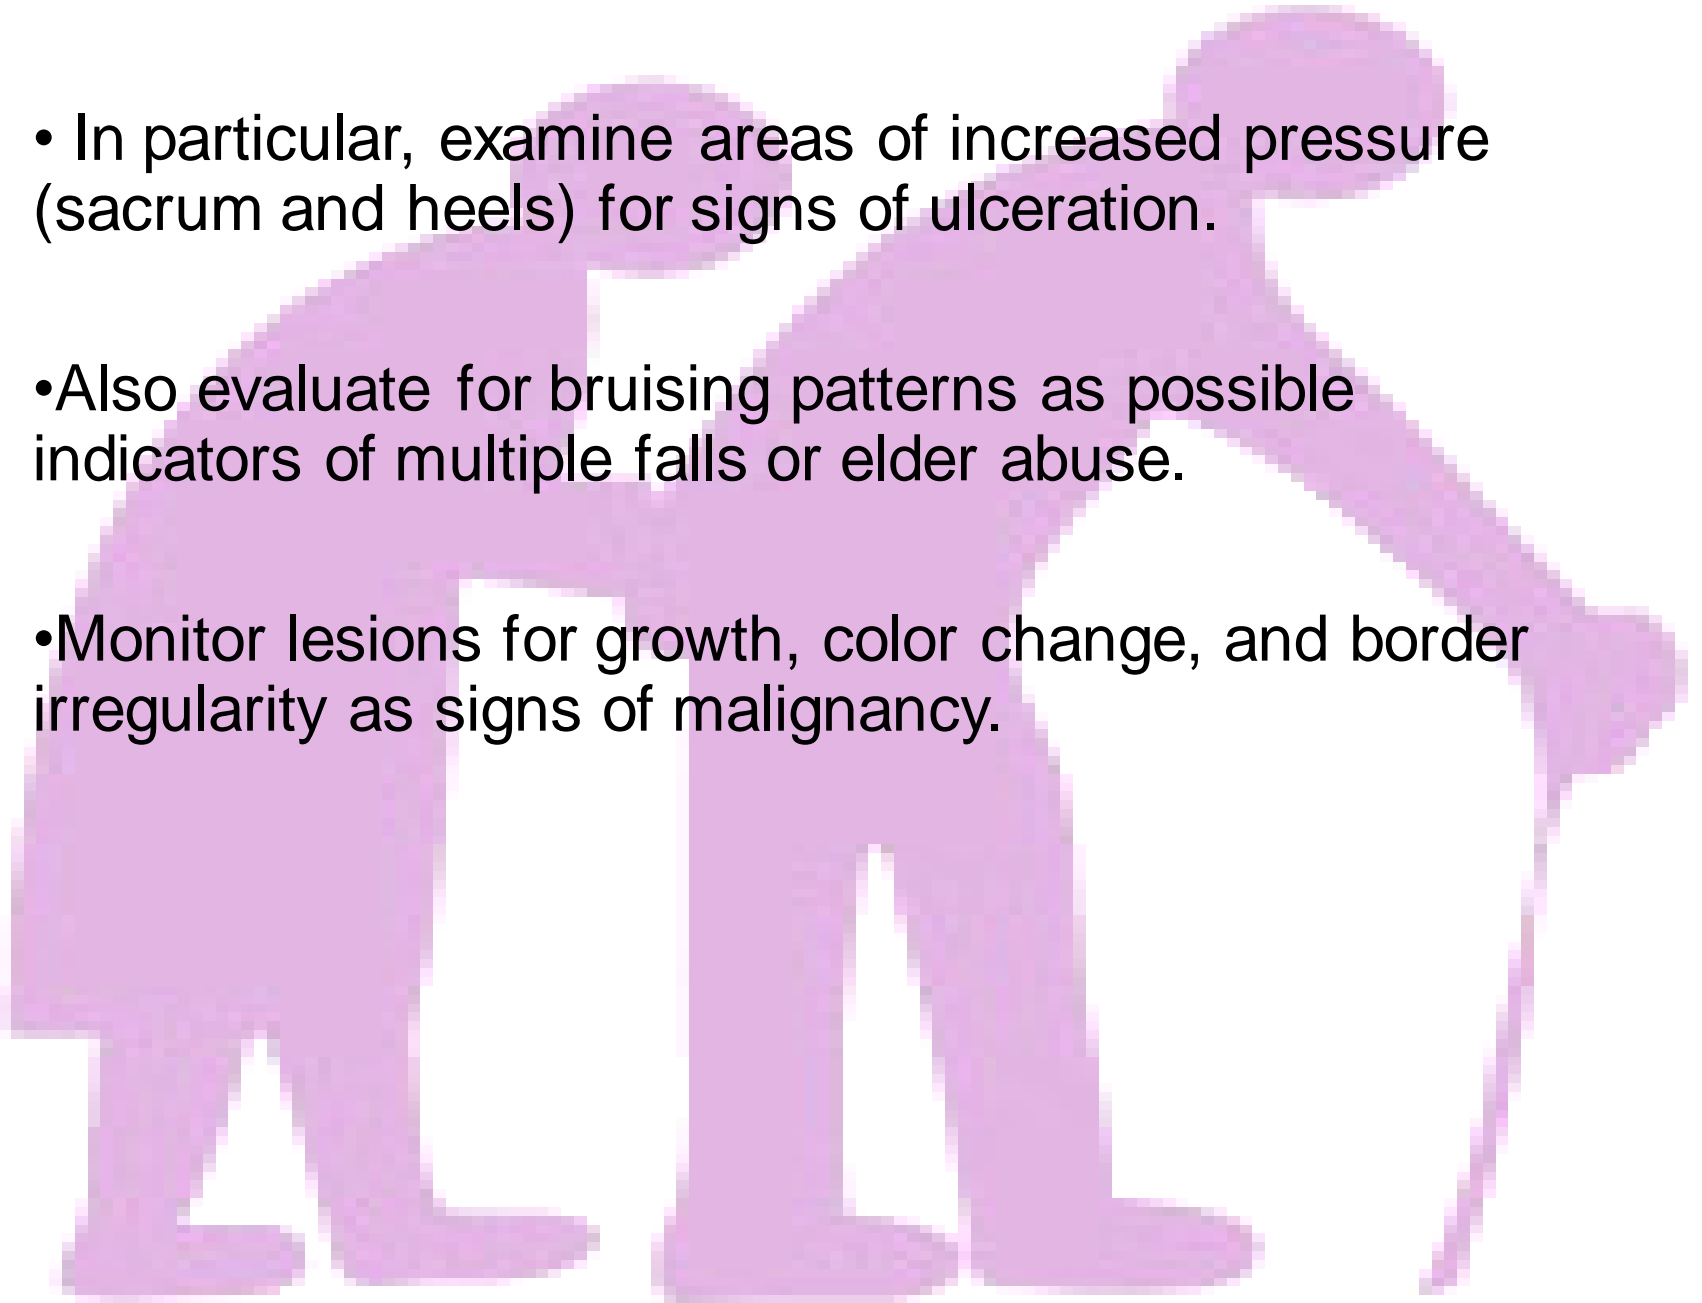 • In particular, examine areas of increased pressure
(sacrum and heels) for signs of ulceration.
•Also evaluate for bruising patterns as possible
indicators of multiple falls or elder abuse.
•Monitor lesions for growth, color change, and border
irregularity as signs of malignancy.